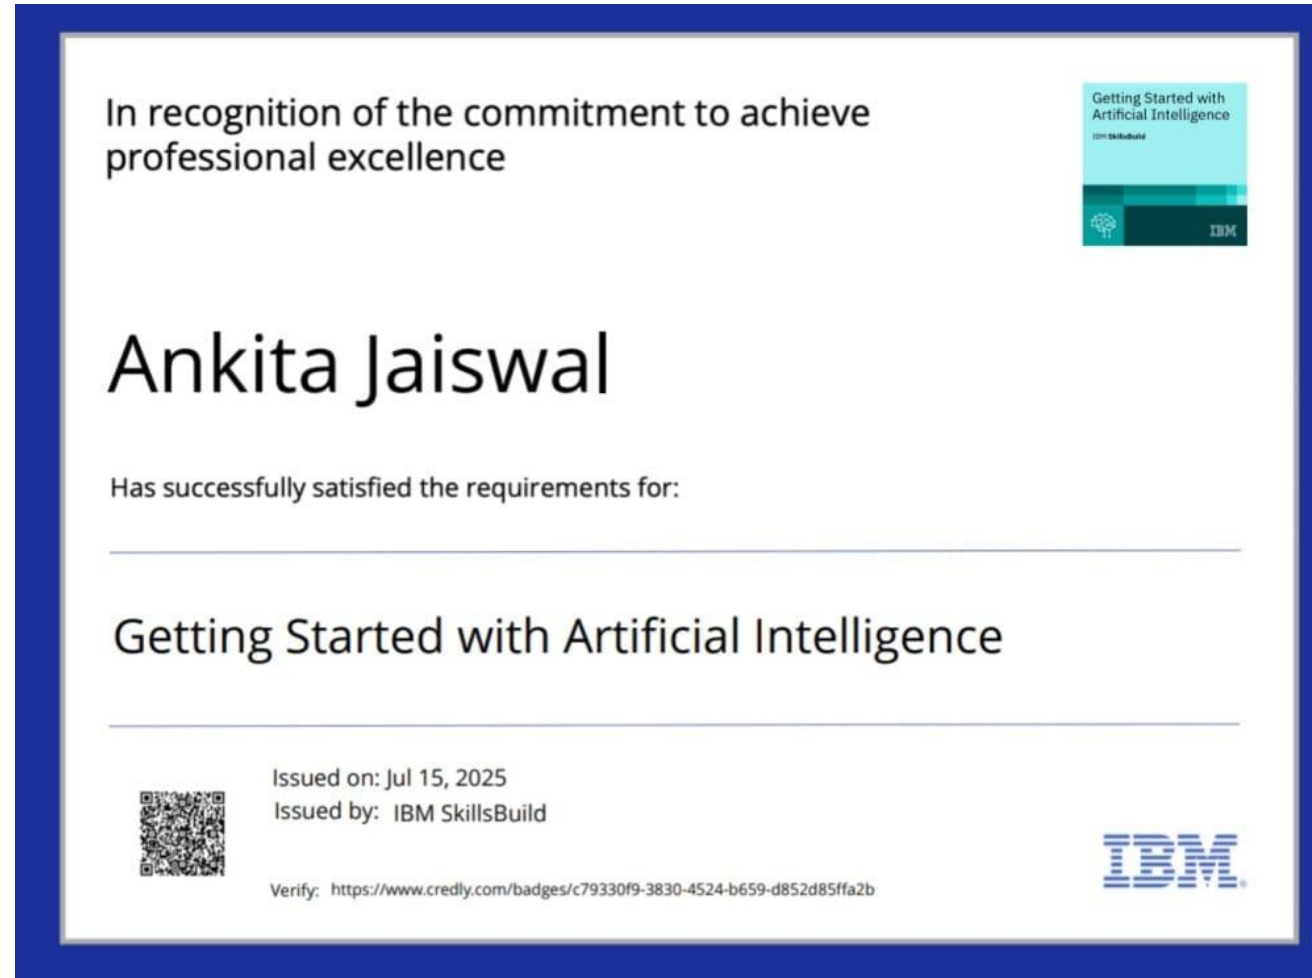 In recognition of the commitment to achieve
professional excellence
Getting Started with
Artificial Intelligence
IBM SkillsBuild
IBM
Ankita Jaiswal
Has successfully satisfied the requirements for:
Getting Started with Artificial Intelligence
Issued on: Jul 15, 2025
Issued by: IBM SkillsBuild
Verify: https://www.credly.com/badges/c79330f9-3830-4524-b659-d852d85ffa2b
IBM